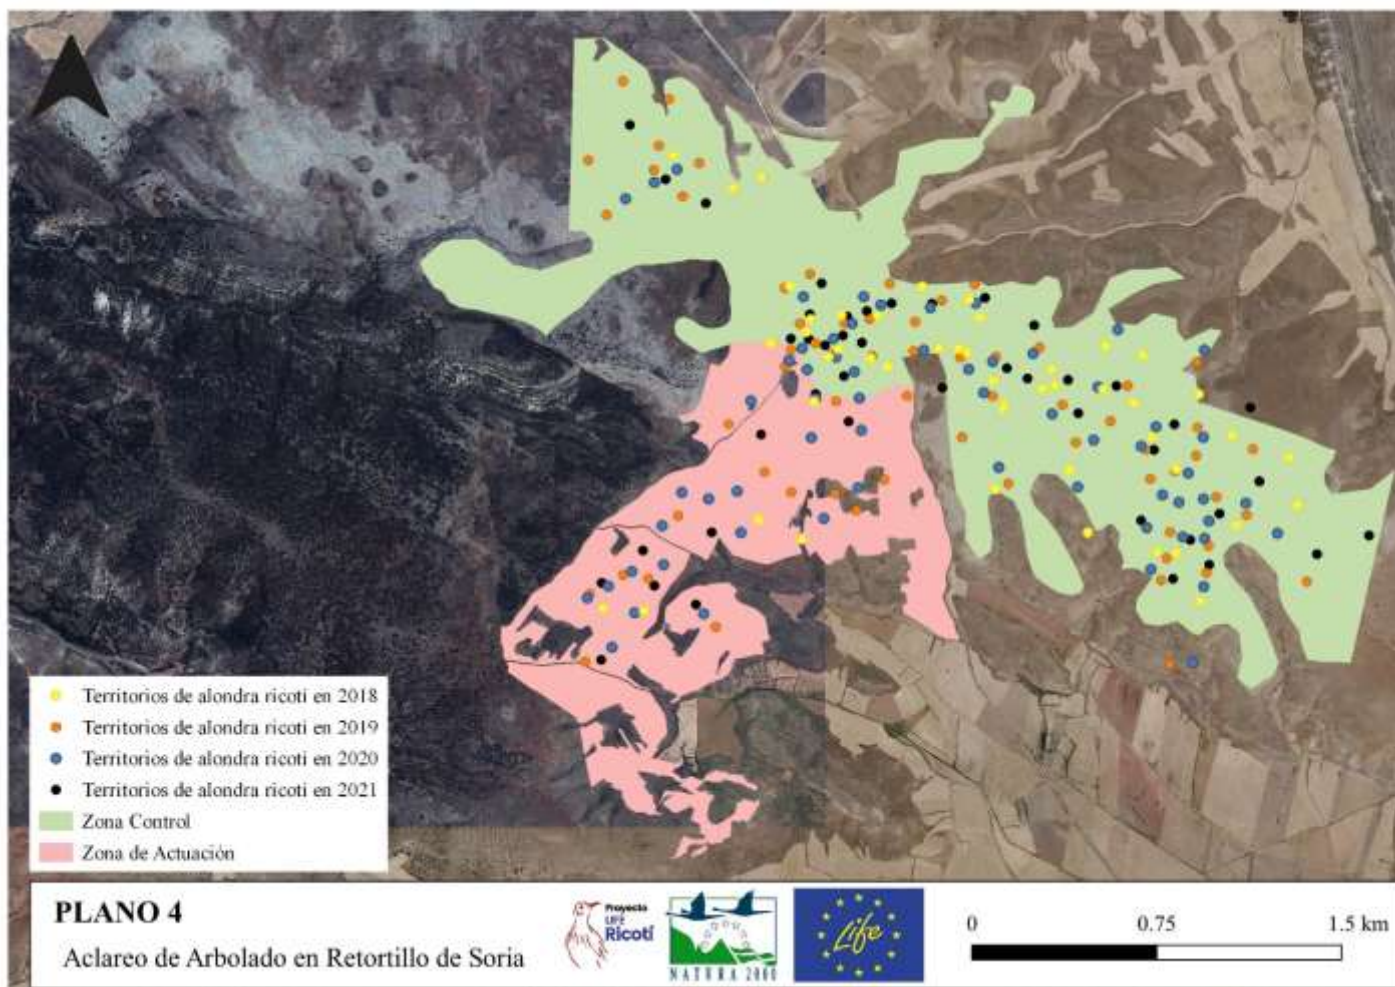 Territorios de alondra ricoti en 2018
Territorios de alondra ricoti en 2019
Territorios de alondra ricoti en 2020
Territorios de alondra ricoti en 2021
Zona Control
Zona de Actuación
PLANO 4
Aclareo de Arbolado en Retortillo de Soria
Proyecto
LIFE
Ricotí
NATURA 2000
Life
0 0.75 1.5 km